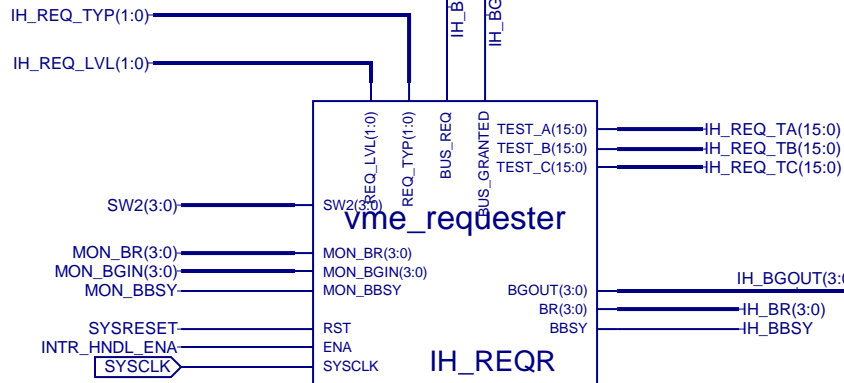 IH_REQ_TYP(1:0)
IH_REQ_LVL(1:0)
REQ_LVL(1:0)
REQ_TYP(1:0)
BUS_REQ
BUS_GRANTED
TEST_A(15:0)
IH_REQ_TA(15:0)
TEST_B(15:0)
IH_REQ_TB(15:0)
TEST_C(15:0)
IH_REQ_TC(15:0)
SW2(3:0)
SW2(3:0)
vme_requester
MON_BR(3:0)
MON_BR(3:0)
MON_BGIN(3:0)
MON_BGIN(3:0)
MON_BBSY
MON_BBSY
BGOUT(3:0)
IH_BGOUT(3:0
BR(3:0)
IH_BR(3:0)
BBSY
IH_BBSY
SYSRESET
RST
INTR_HNDL_ENA
ENA
SYSCLK
SYSCLK
IH_REQR